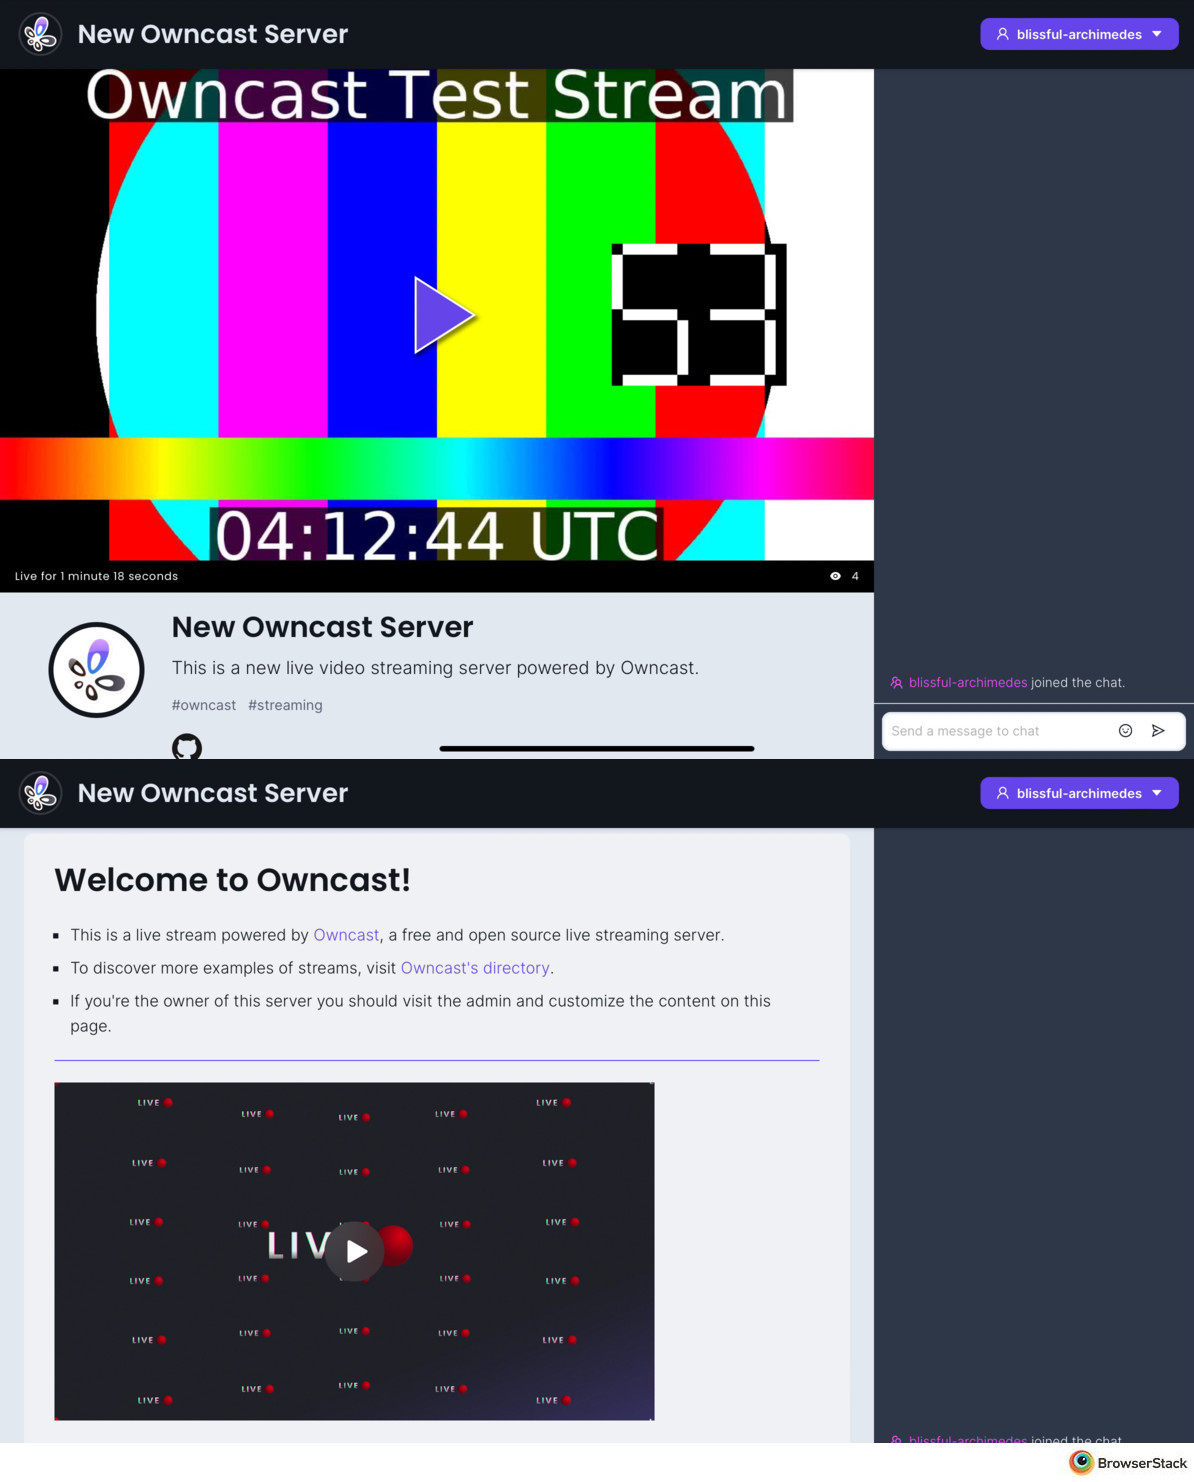 New Owncast Server
blissful-archimedes
Owncast Test Stream
53
04:12:44 UTC
Live for 1 minute 18 seconds
4
New Owncast Server
This is a new live video streaming server powered by Owncast.
#owncast #streaming
blissful-archimedes joined the chat.
Send a message to chat
New Owncast Server
blissful-archimedes
Welcome to Owncast!
This is a live stream powered by Owncast, a free and open source live streaming server.
To discover more examples of streams, visit Owncast's directory.
If you're the owner of this server you should visit the admin and customize the content on this
page.
LIVE LIVE LIVE LIVE LIVE
LIVE LIVE LIVE LIVE LIVE
LIVE LIVE LIVE LIVE
LIV
LIVE LIVE LIVE LIVE
LIVE LIVE LIVE LIVE LIVE
LIVE LIVE LIVE LIVE LIVE
blissful-archimedes joined the chat.
BrowserStack